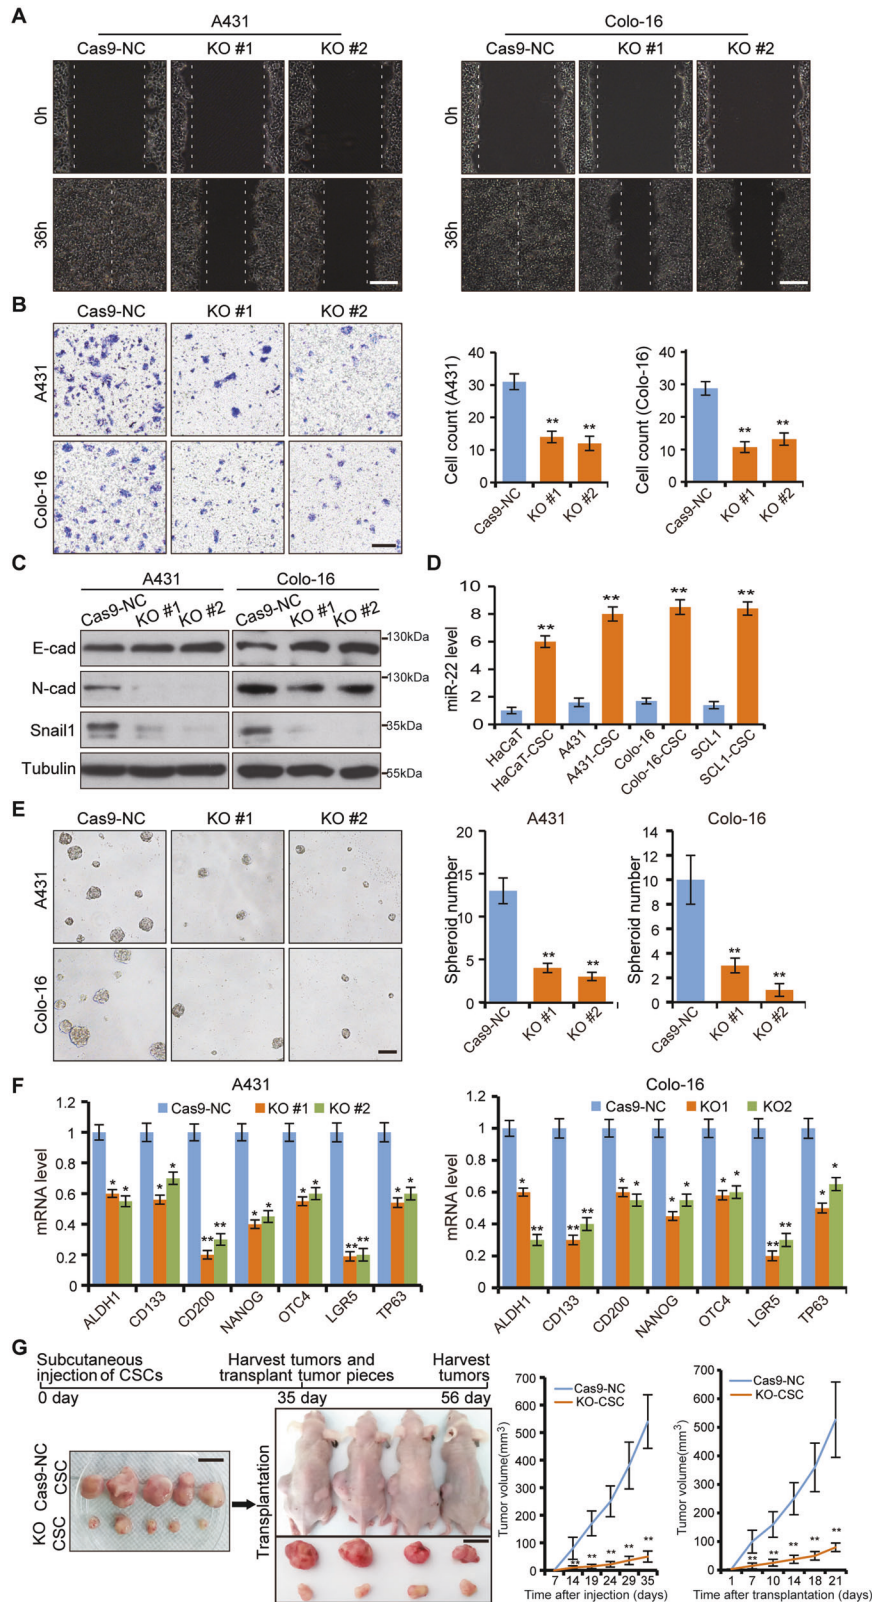 A
A431
Colo-16
Cas9-NC KO #1 KO #2
Cas9-NC KO #1 KO #2
0h
0h
36h
36h
B
Cas9-NC KO #1 KO #2
A431
Colo-16
Cell count (A431)
40
30
20
10
0
** **
Cas9-NC KO #1 KO #2
Cell count (Colo-16)
40
30
20
10
0
** **
Cas9-NC KO #1 KO #2
C
A431 Colo-16
Cas9-NC KO #1 KO #2 Cas9-NC KO #1 KO #2
E-cad
130kDa
N-cad
130kDa
Snail1
35kDa
Tubulin
55kDa
D
miR-22 level
10
8
6
4
2
0
** ** ** **
HaCaT HaCaT-CSC A431 A431-CSC Colo-16 Colo-16-CSC SCL1 SCL1-CSC
E
Cas9-NC KO #1 KO #2
A431
Colo-16
A431
Spheroid number
20
15
10
5
0
** **
Cas9-NC KO #1 KO #2
Colo-16
Spheroid number
14
12
10
8
6
4
2
0
** **
Cas9-NC KO #1 KO #2
F
A431
Cas9-NC KO #1 KO #2
mRNA level
1.2
1
0.8
0.6
0.4
0.2
0
* * * * ** ** * * * * ** ** * *
ALDH1 CD133 CD200 NANOG OTC4 LGR5 TP63
Colo-16
Cas9-NC KO1 KO2
mRNA level
1.2
1
0.8
0.6
0.4
0.2
0
* ** ** ** * * * * * * ** ** * *
ALDH1 CD133 CD200 NANOG OTC4 LGR5 TP63
G
Subcutaneous
injection of CSCs
Harvest tumors and
transplant tumor pieces
Harvest
tumors
0 day 35 day 56 day
Cas9-NC
CSC
KO
CSC
Transplantation
Tumor volume(mm³)
700
600
500
400
300
200
100
0
Cas9-NC
KO-CSC
** ** ** ** **
7 14 19 24 29 35
Time after injection (days)
Tumor volume(mm³)
700
600
500
400
300
200
100
0
Cas9-NC
KO-CSC
** ** ** ** **
1 7 10 14 18 21
Time after transplantation (days)